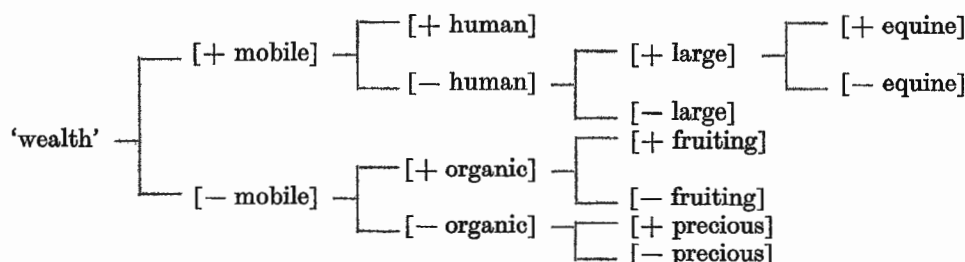 [+ equine]
[+ human]
[+ large]
[+ mobile]
[− human]
[− equine]
[− large]
‘wealth’
[+ fruiting]
[+ organic]
[− mobile]
[− fruiting]
[− organic]
[+ precious]
[− precious]